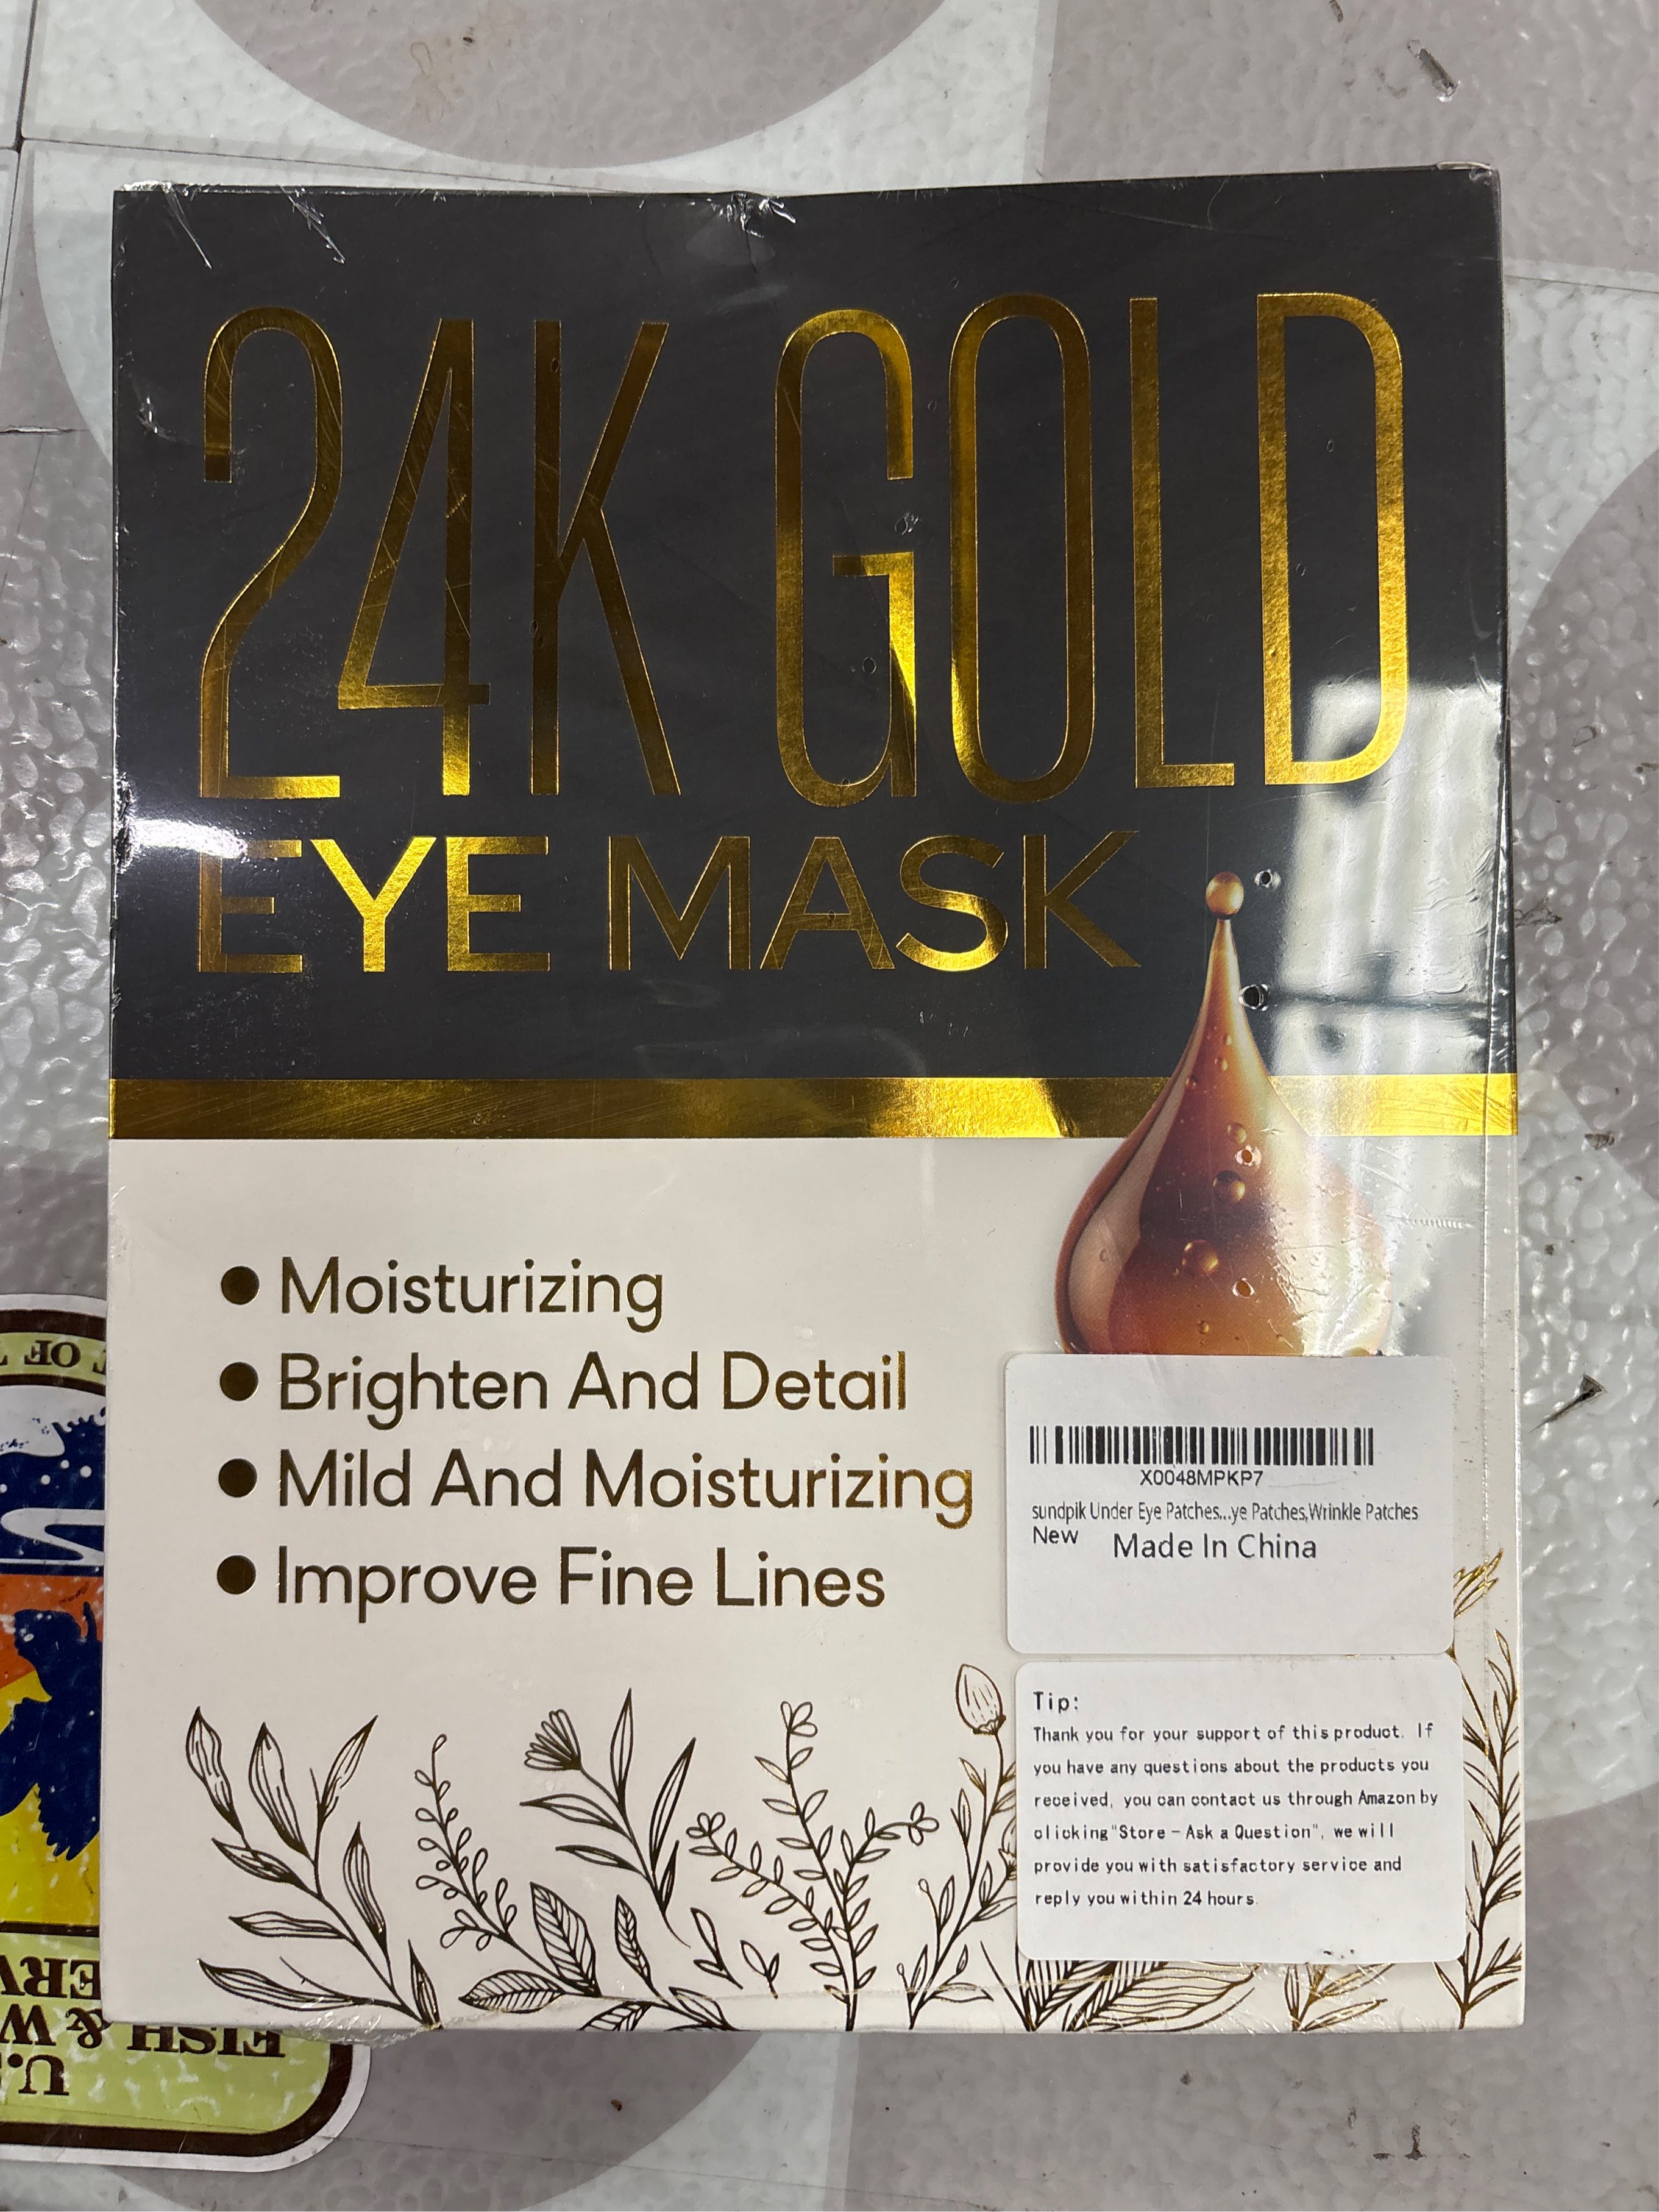 24K GOLD
EYE MASK
● Moisturizing
● Brighten And Detail
● Mild And Moisturizing
● Improve Fine Lines
X0048MPKP7
sundpik Under Eye Patches...ye Patches,Wrinkle Patches
New
Made In China
Tip:
Thank you for your support of this product. If
you have any questions about the products you
received, you can contact us through Amazon by
clicking"Store-Ask a Question", we will
provide you with satisfactory service and
reply you within 24 hours.
OF
U.
FISH & W
ERV